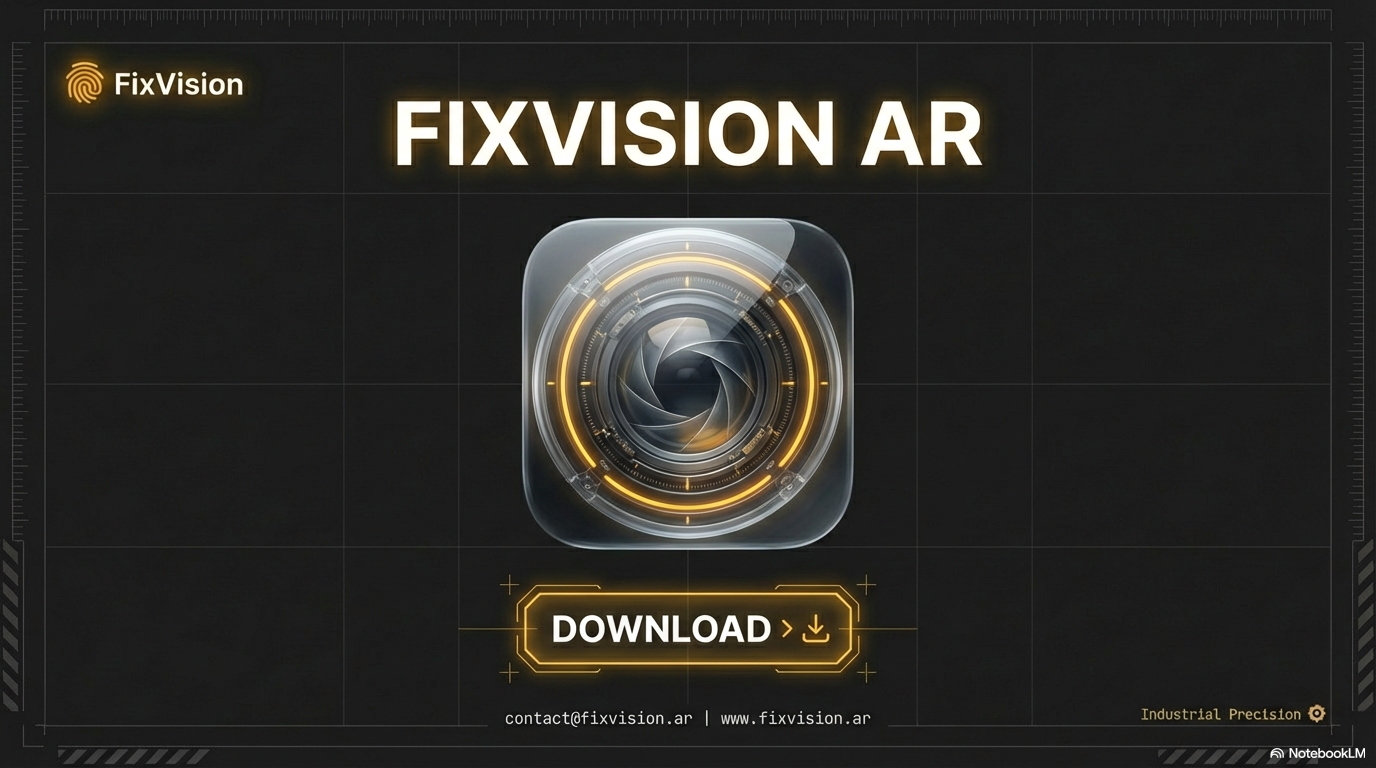 FixVision
FIXVISION AR
DOWNLOAD
contact@fixvision.ar | www.fixvision.ar
Industrial Precision
NotebookLM